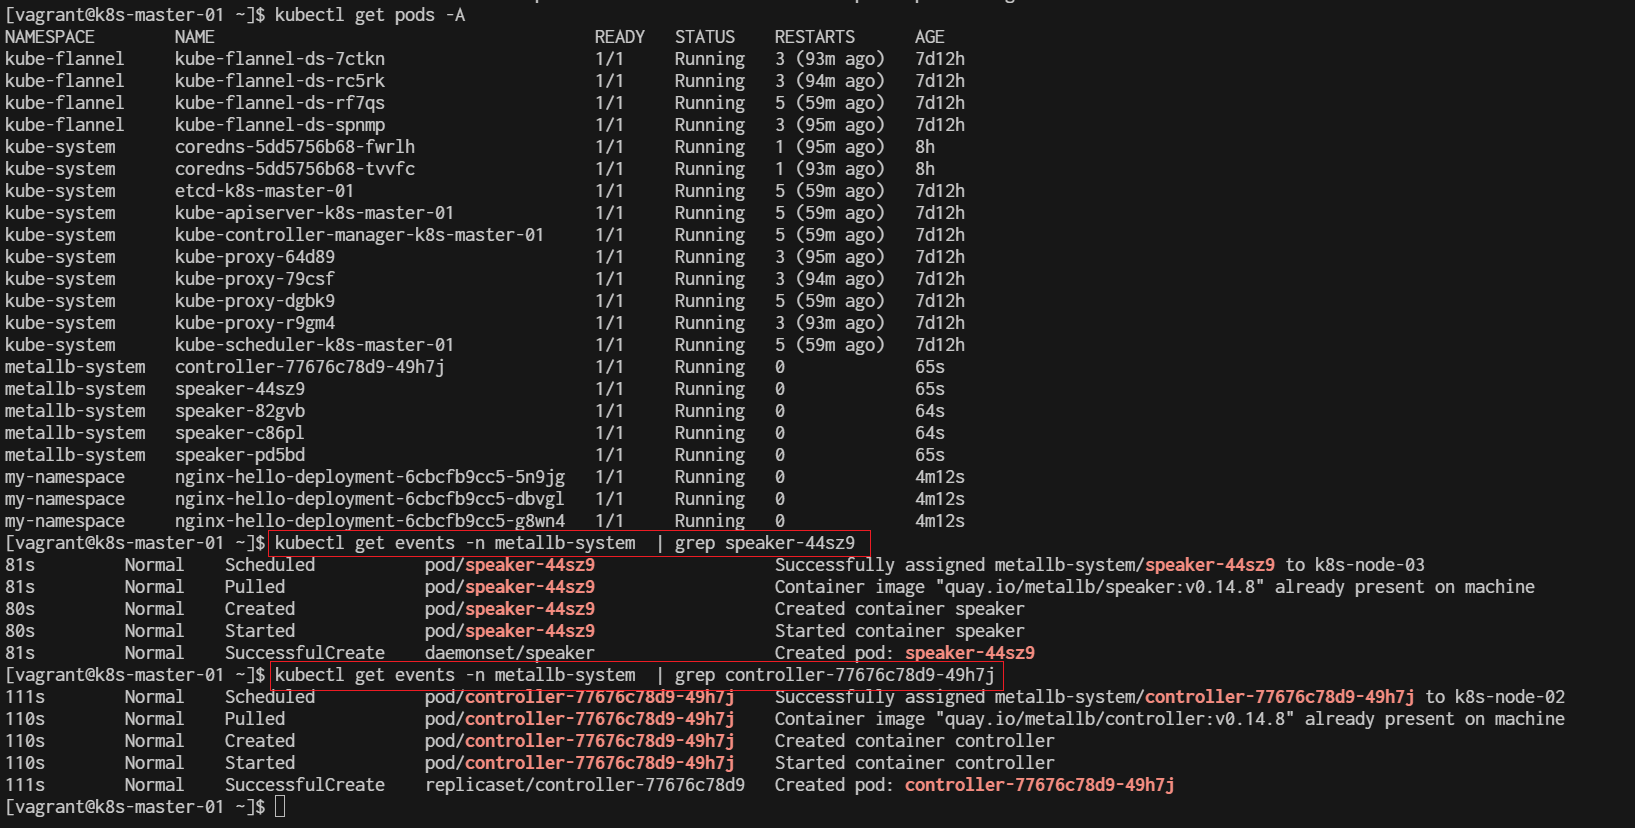 [vagrant@k8s-master-01 ~]$ kubectl get pods -A
NAMESPACE NAME READY STATUS RESTARTS AGE
kube-flannel kube-flannel-ds-7ctkn 1/1 Running 3 (93m ago) 7d12h
kube-flannel kube-flannel-ds-rc5rk 1/1 Running 3 (94m ago) 7d12h
kube-flannel kube-flannel-ds-rf7qs 1/1 Running 5 (59m ago) 7d12h
kube-flannel kube-flannel-ds-spnmp 1/1 Running 3 (95m ago) 7d12h
kube-system coredns-5dd5756b68-fwrlh 1/1 Running 1 (95m ago) 8h
kube-system coredns-5dd5756b68-tvvfc 1/1 Running 1 (93m ago) 8h
kube-system etcd-k8s-master-01 1/1 Running 5 (59m ago) 7d12h
kube-system kube-apiserver-k8s-master-01 1/1 Running 5 (59m ago) 7d12h
kube-system kube-controller-manager-k8s-master-01 1/1 Running 5 (59m ago) 7d12h
kube-system kube-proxy-64d89 1/1 Running 3 (95m ago) 7d12h
kube-system kube-proxy-79csf 1/1 Running 3 (94m ago) 7d12h
kube-system kube-proxy-dgbk9 1/1 Running 5 (59m ago) 7d12h
kube-system kube-proxy-r9gm4 1/1 Running 3 (93m ago) 7d12h
kube-system kube-scheduler-k8s-master-01 1/1 Running 5 (59m ago) 7d12h
metallb-system controller-77676c78d9-49h7j 1/1 Running 0 65s
metallb-system speaker-44sz9 1/1 Running 0 65s
metallb-system speaker-82gvb 1/1 Running 0 64s
metallb-system speaker-c86pl 1/1 Running 0 64s
metallb-system speaker-pd5bd 1/1 Running 0 65s
my-namespace nginx-hello-deployment-6cbcfb9cc5-5n9jg 1/1 Running 0 4m12s
my-namespace nginx-hello-deployment-6cbcfb9cc5-dbvgl 1/1 Running 0 4m12s
my-namespace nginx-hello-deployment-6cbcfb9cc5-g8wn4 1/1 Running 0 4m12s
[vagrant@k8s-master-01 ~]$ kubectl get events -n metallb-system | grep speaker-44sz9
81s Normal Scheduled pod/speaker-44sz9 Successfully assigned metallb-system/speaker-44sz9 to k8s-node-03
81s Normal Pulled pod/speaker-44sz9 Container image "quay.io/metallb/speaker:v0.14.8" already present on machine
80s Normal Created pod/speaker-44sz9 Created container speaker
80s Normal Started pod/speaker-44sz9 Started container speaker
81s Normal SuccessfulCreate daemonset/speaker Created pod: speaker-44sz9
[vagrant@k8s-master-01 ~]$ kubectl get events -n metallb-system | grep controller-77676c78d9-49h7j
111s Normal Scheduled pod/controller-77676c78d9-49h7j Successfully assigned metallb-system/controller-77676c78d9-49h7j to k8s-node-02
110s Normal Pulled pod/controller-77676c78d9-49h7j Container image "quay.io/metallb/controller:v0.14.8" already present on machine
110s Normal Created pod/controller-77676c78d9-49h7j Created container controller
110s Normal Started pod/controller-77676c78d9-49h7j Started container controller
111s Normal SuccessfulCreate replicaset/controller-77676c78d9 Created pod: controller-77676c78d9-49h7j
[vagrant@k8s-master-01 ~]$